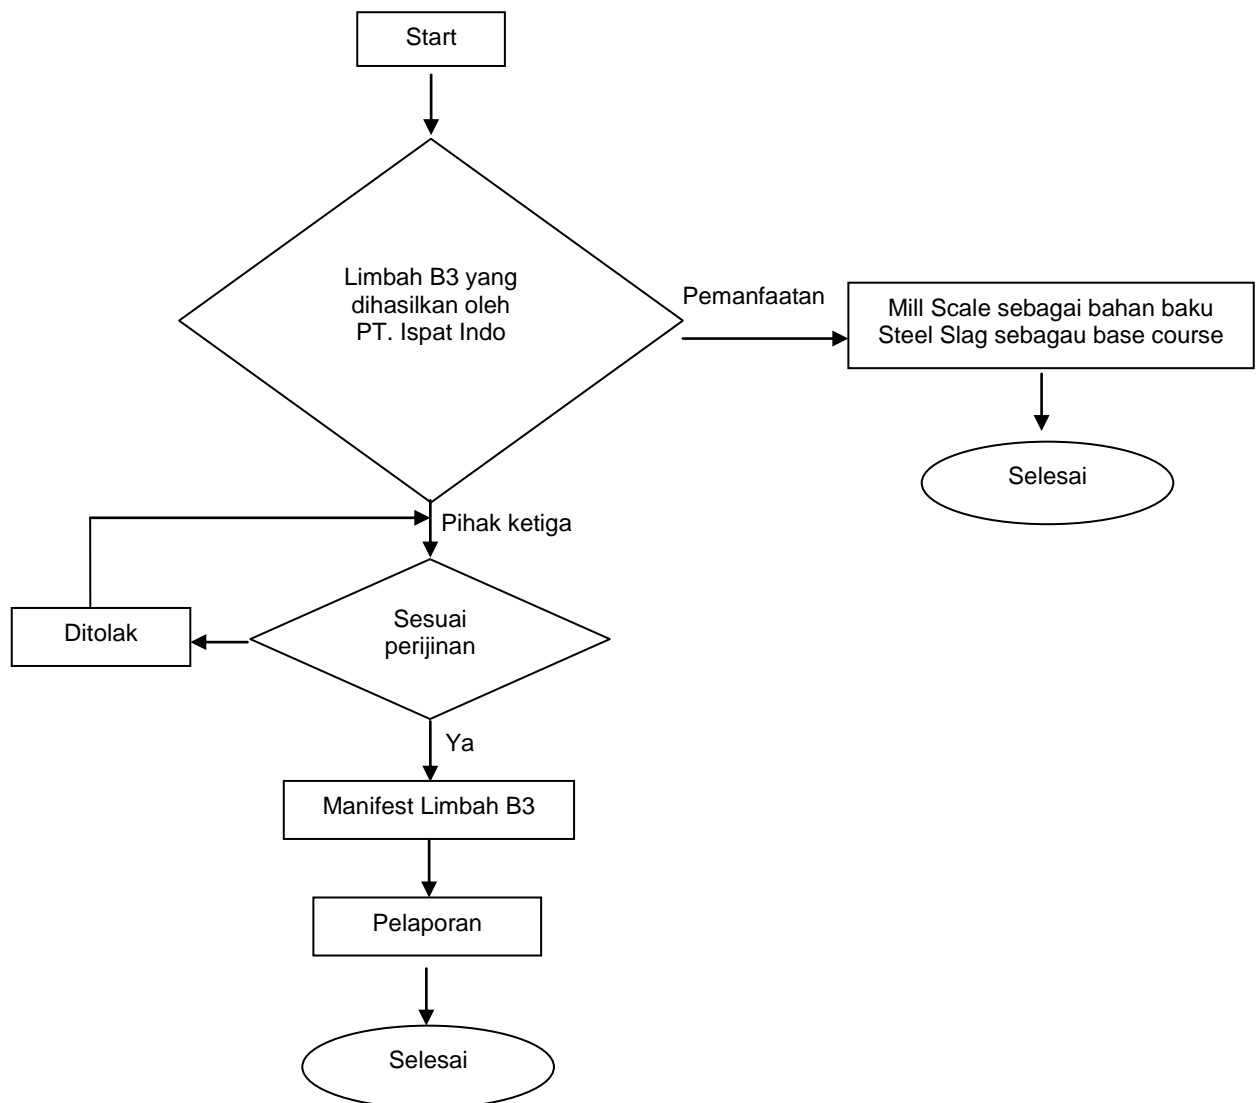 Start
Limbah B3 yang
dihasilkan oleh
PT. Ispat Indo
Pemanfaatan
Mill Scale sebagai bahan baku
Steel Slag sebagau base course
Selesai
Pihak ketiga
Ditolak
Sesuai
perijinan
Ya
Manifest Limbah B3
Pelaporan
Selesai